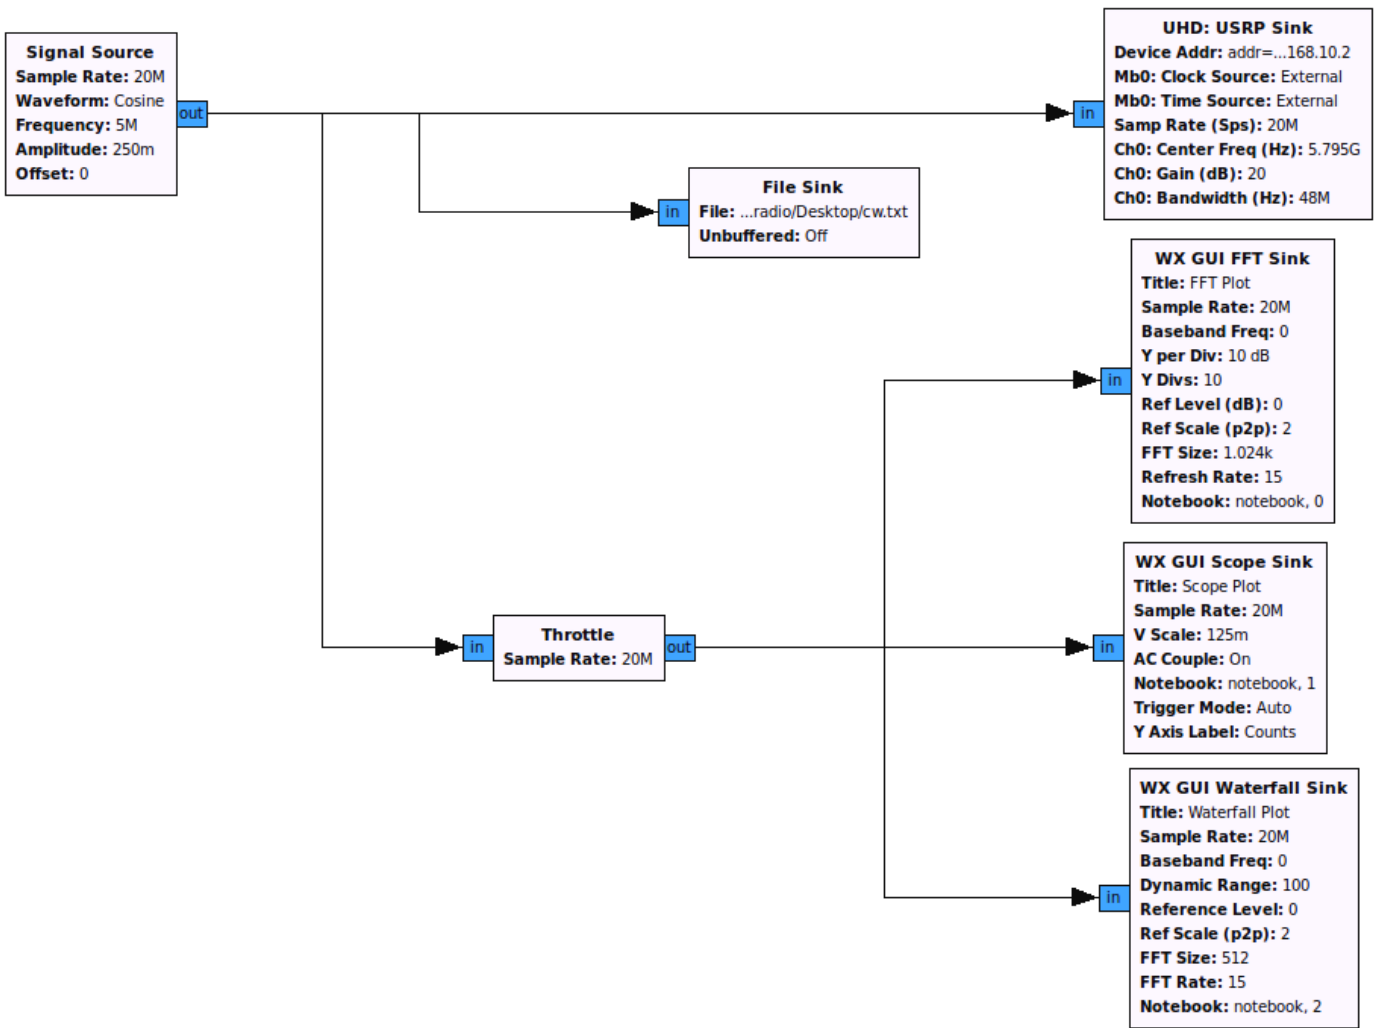 Signal Source
Sample Rate: 20M
Waveform: Cosine
Frequency: 5M
Amplitude: 250m
Offset: 0
out
in
UHD: USRP Sink
Device Addr: addr=...168.10.2
Mb0: Clock Source: External
Mb0: Time Source: External
Samp Rate (Sps): 20M
Ch0: Center Freq (Hz): 5.795G
Ch0: Gain (dB): 20
Ch0: Bandwidth (Hz): 48M
in
File Sink
File: ...radio/Desktop/cw.txt
Unbuffered: Off
in
WX GUI FFT Sink
Title: FFT Plot
Sample Rate: 20M
Baseband Freq: 0
Y per Div: 10 dB
Y Divs: 10
Ref Level (dB): 0
Ref Scale (p2p): 2
FFT Size: 1.024k
Refresh Rate: 15
Notebook: notebook, 0
in
Throttle
Sample Rate: 20M
out
in
WX GUI Scope Sink
Title: Scope Plot
Sample Rate: 20M
V Scale: 125m
AC Couple: On
Notebook: notebook, 1
Trigger Mode: Auto
Y Axis Label: Counts
in
WX GUI Waterfall Sink
Title: Waterfall Plot
Sample Rate: 20M
Baseband Freq: 0
Dynamic Range: 100
Reference Level: 0
Ref Scale (p2p): 2
FFT Size: 512
FFT Rate: 15
Notebook: notebook, 2